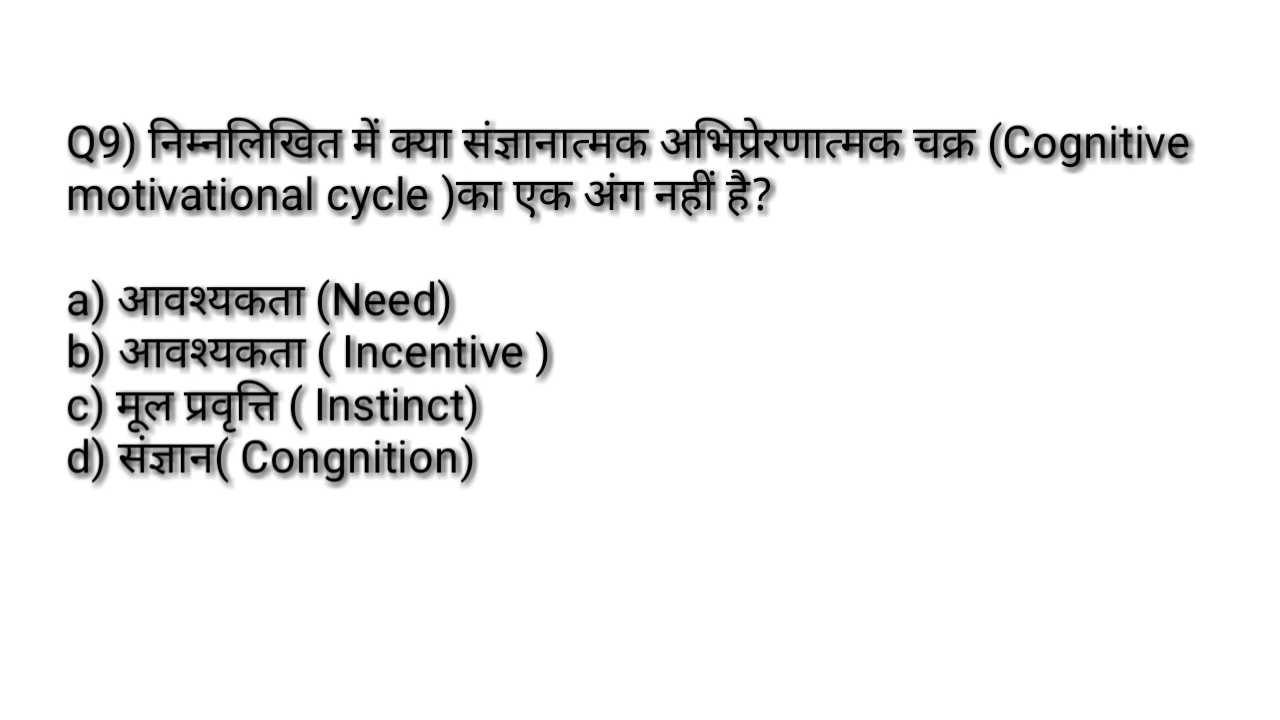 Q9) निम्नलिखित में क्या संज्ञानात्मक अभिप्रेरणात्मक चक्र (Cognitive
motivational cycle )का एक अंग नहीं है?
a) आवश्यकता (Need)
b) आवश्यकता ( Incentive )
c) मूल प्रवृत्ति ( Instinct)
d) संज्ञान( Congnition)